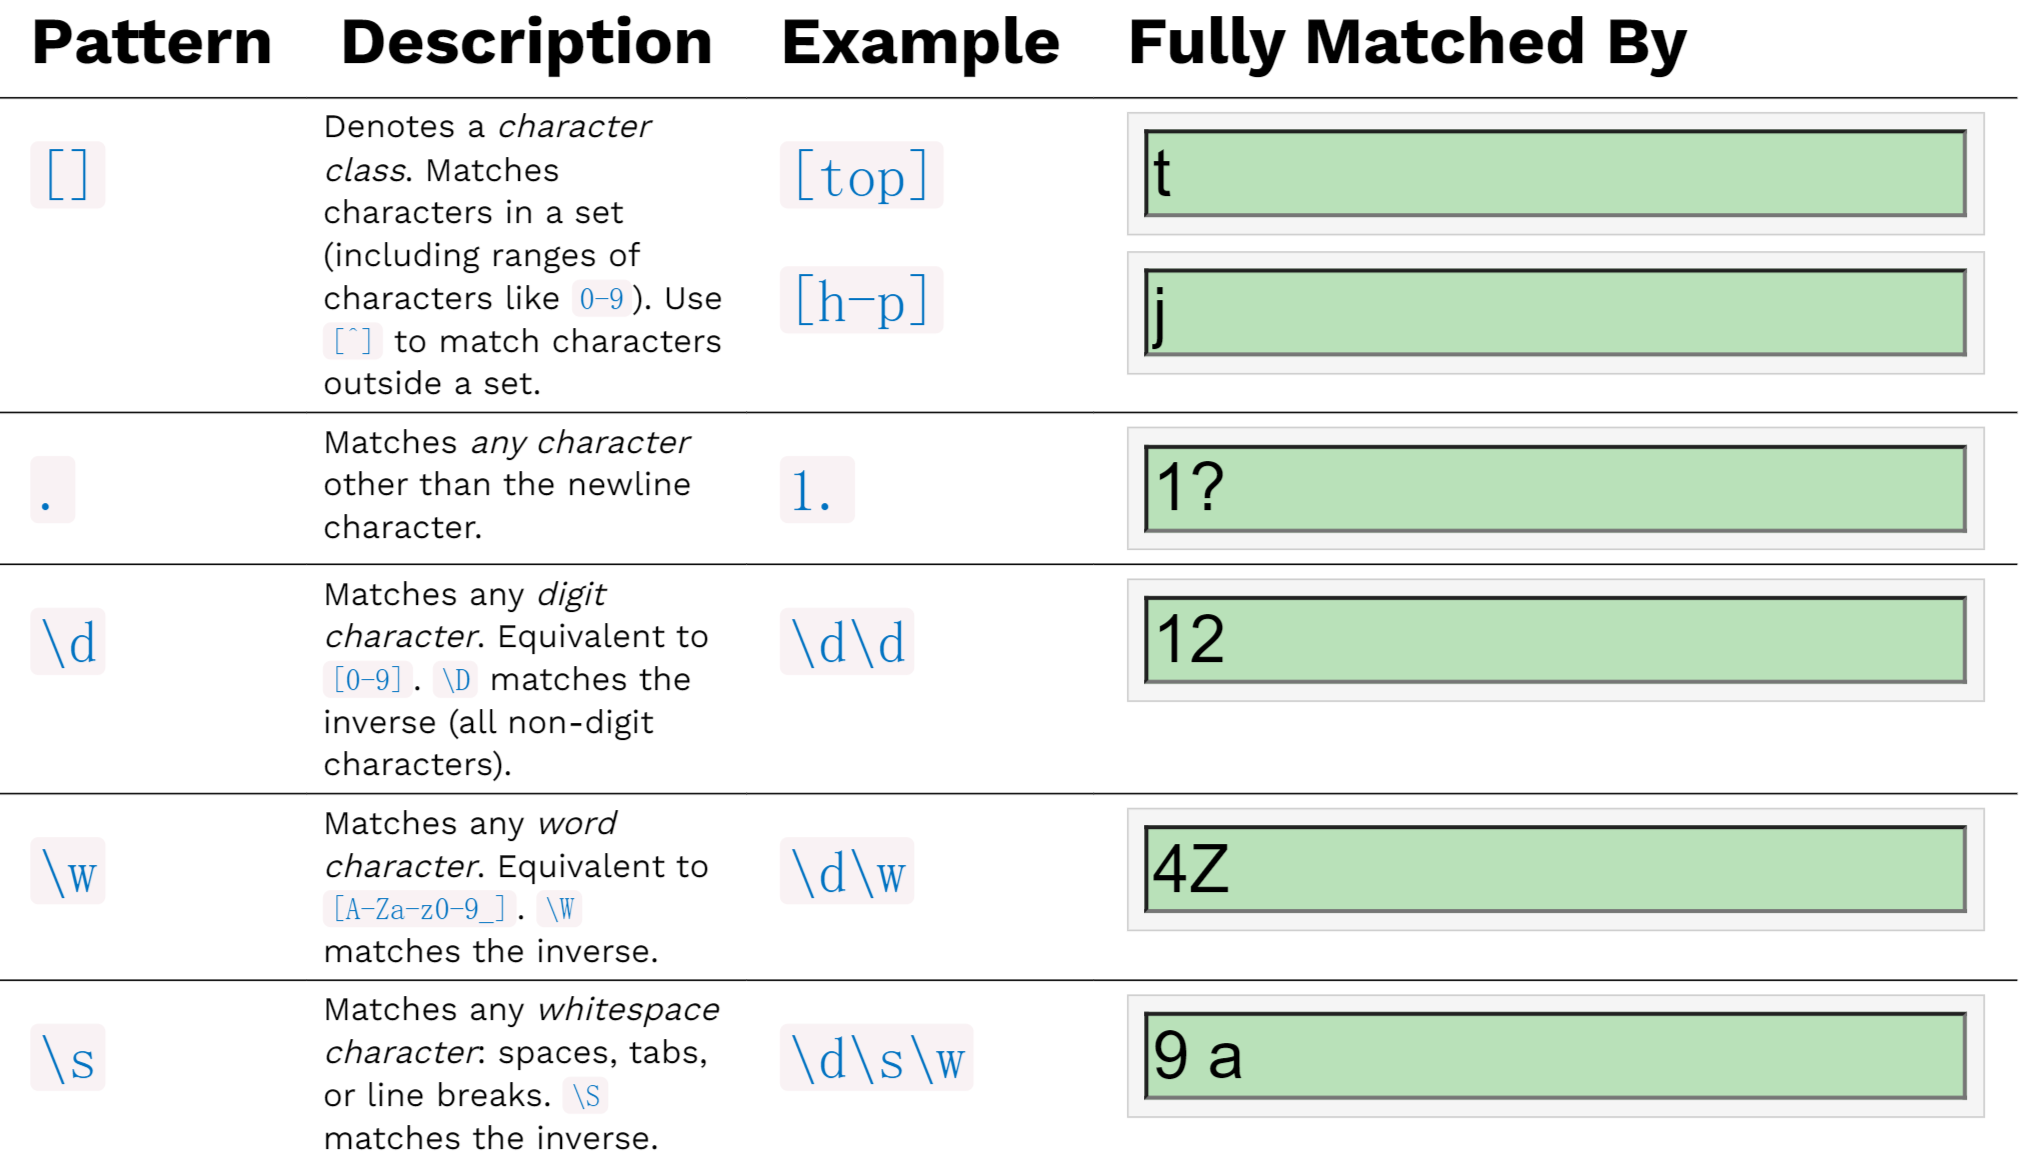 Pattern Description Example Fully Matched By
[]
Denotes a character
class. Matches
characters in a set
(including ranges of
characters like 0-9). Use
[^] to match characters
outside a set.
[top]
[h-p]
t
j
.
Matches any character
other than the newline
character.
1.
1?
\d
Matches any digit
character. Equivalent to
[0-9]. \D matches the
inverse (all non-digit
characters).
\d\d
12
\w
Matches any word
character. Equivalent to
[A-Za-z0-9_]. \W
matches the inverse.
\d\w
4Z
\s
Matches any whitespace
character: spaces, tabs,
or line breaks. \S
matches the inverse.
\d\s\w
9 a